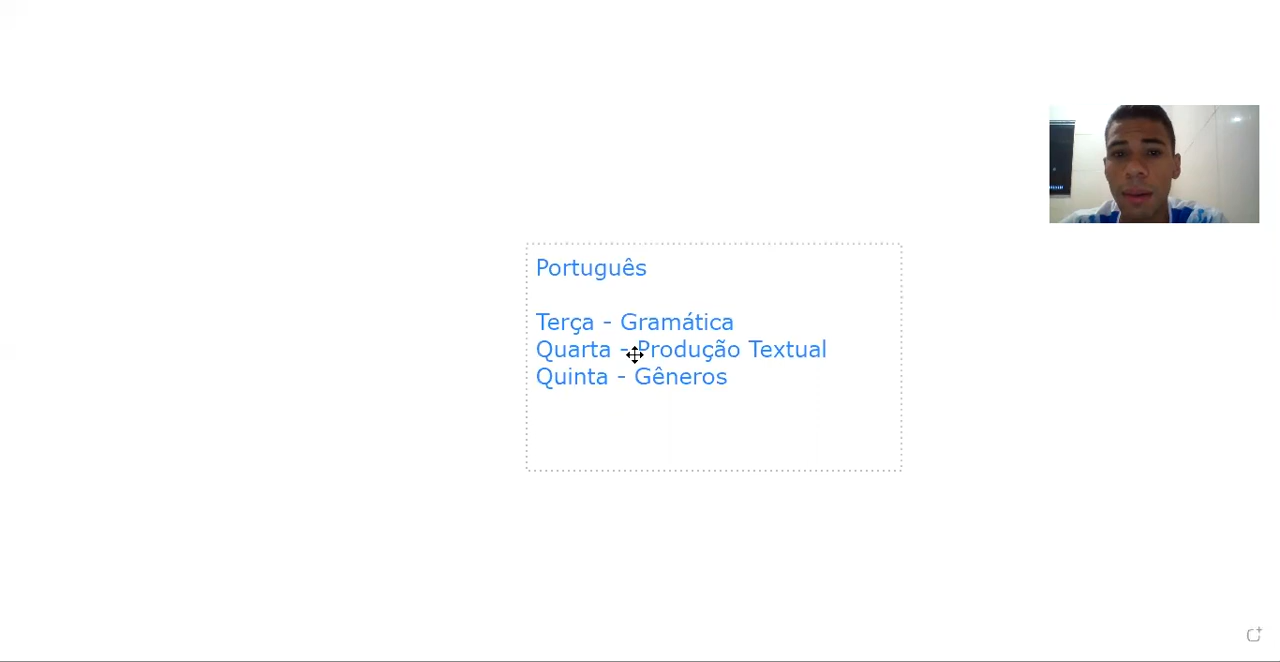 Português
Terça - Gramática
Quarta - Produção Textual
Quinta - Gêneros